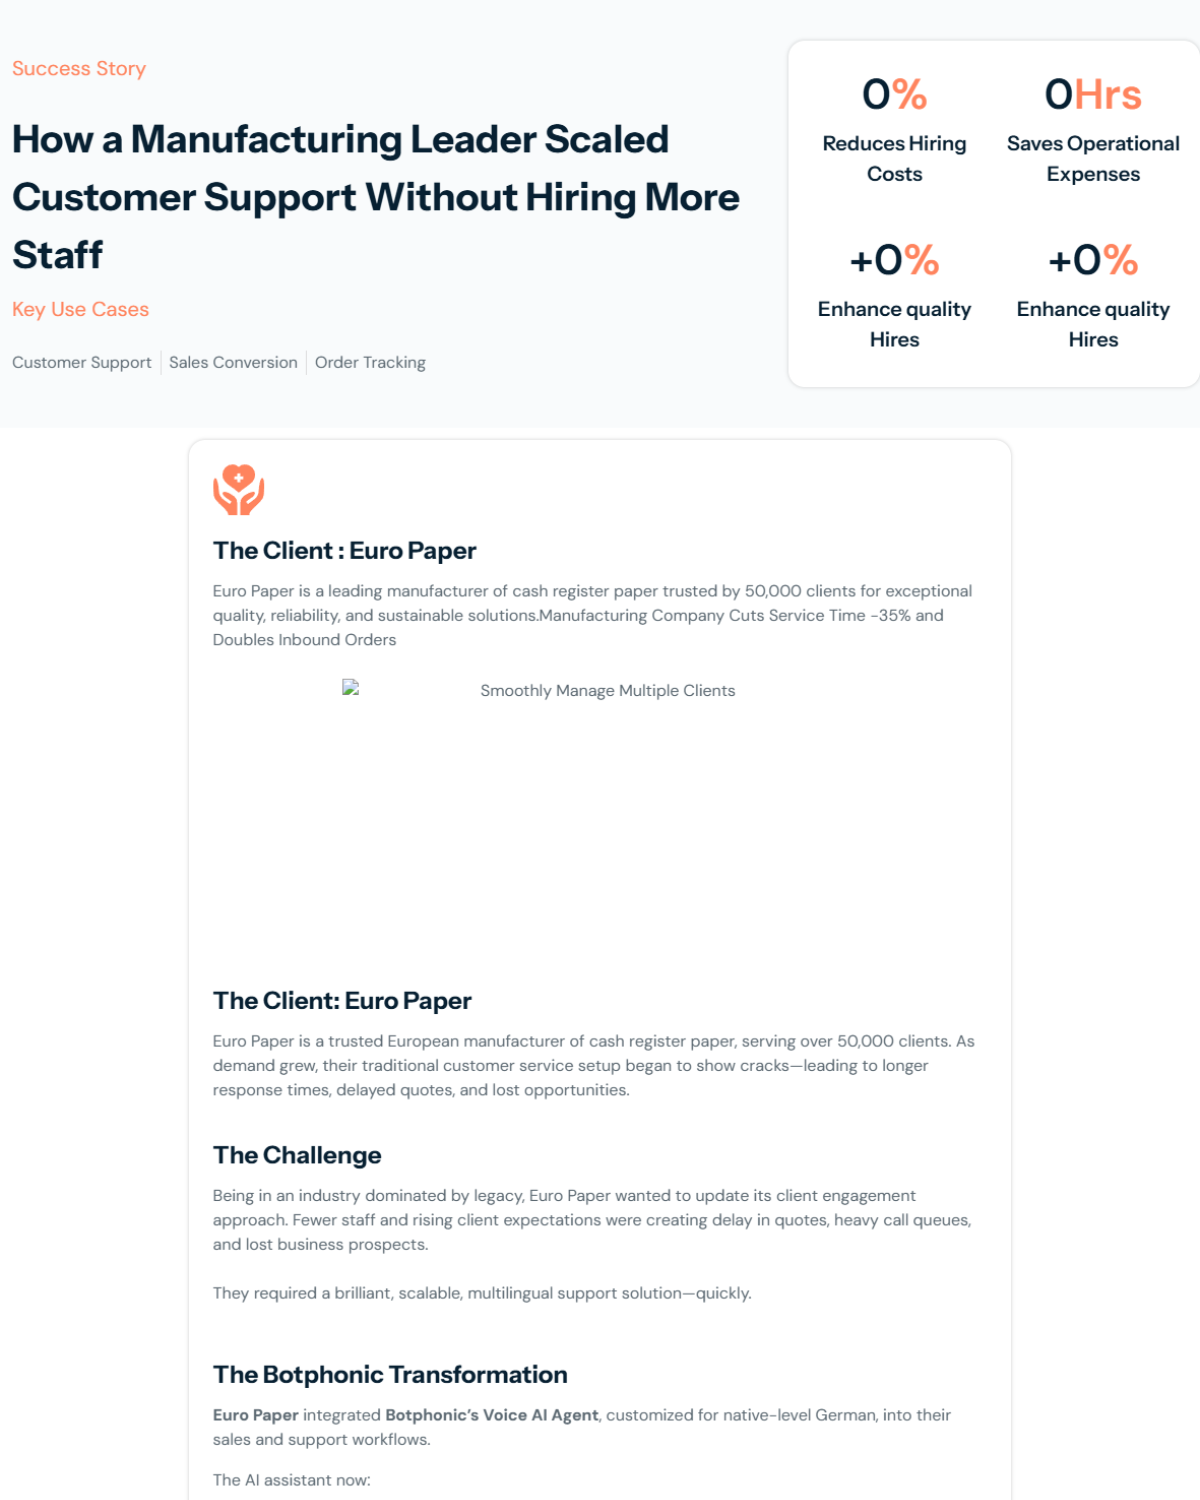 Success Story
How a Manufacturing Leader Scaled
Customer Support Without Hiring More
Staff
Key Use Cases
Customer Support
Sales Conversion
Order Tracking
0%
Reduces Hiring
Costs
0Hrs
Saves Operational
Expenses
+0%
Enhance quality
Hires
+0%
Enhance quality
Hires
The Client : Euro Paper
Euro Paper is a leading manufacturer of cash register paper trusted by 50,000 clients for exceptional
quality, reliability, and sustainable solutions.Manufacturing Company Cuts Service Time -35% and
Doubles Inbound Orders
Smoothly Manage Multiple Clients
The Client: Euro Paper
Euro Paper is a trusted European manufacturer of cash register paper, serving over 50,000 clients. As
demand grew, their traditional customer service setup began to show cracks—leading to longer
response times, delayed quotes, and lost opportunities.
The Challenge
Being in an industry dominated by legacy, Euro Paper wanted to update its client engagement
approach. Fewer staff and rising client expectations were creating delay in quotes, heavy call queues,
and lost business prospects.
They required a brilliant, scalable, multilingual support solution—quickly.
The Botphonic Transformation
Euro Paper integrated Botphonic’s Voice AI Agent, customized for native-level German, into their
sales and support workflows.
The AI assistant now: